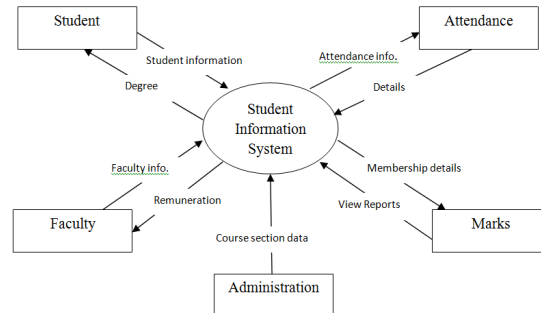 Student
Attendance
Student information
Attendance info.
Degree
Details
Student
Information
System
Faculty info.
Membership details
Remuneration
View Reports
Faculty
Marks
Course section data
Administration